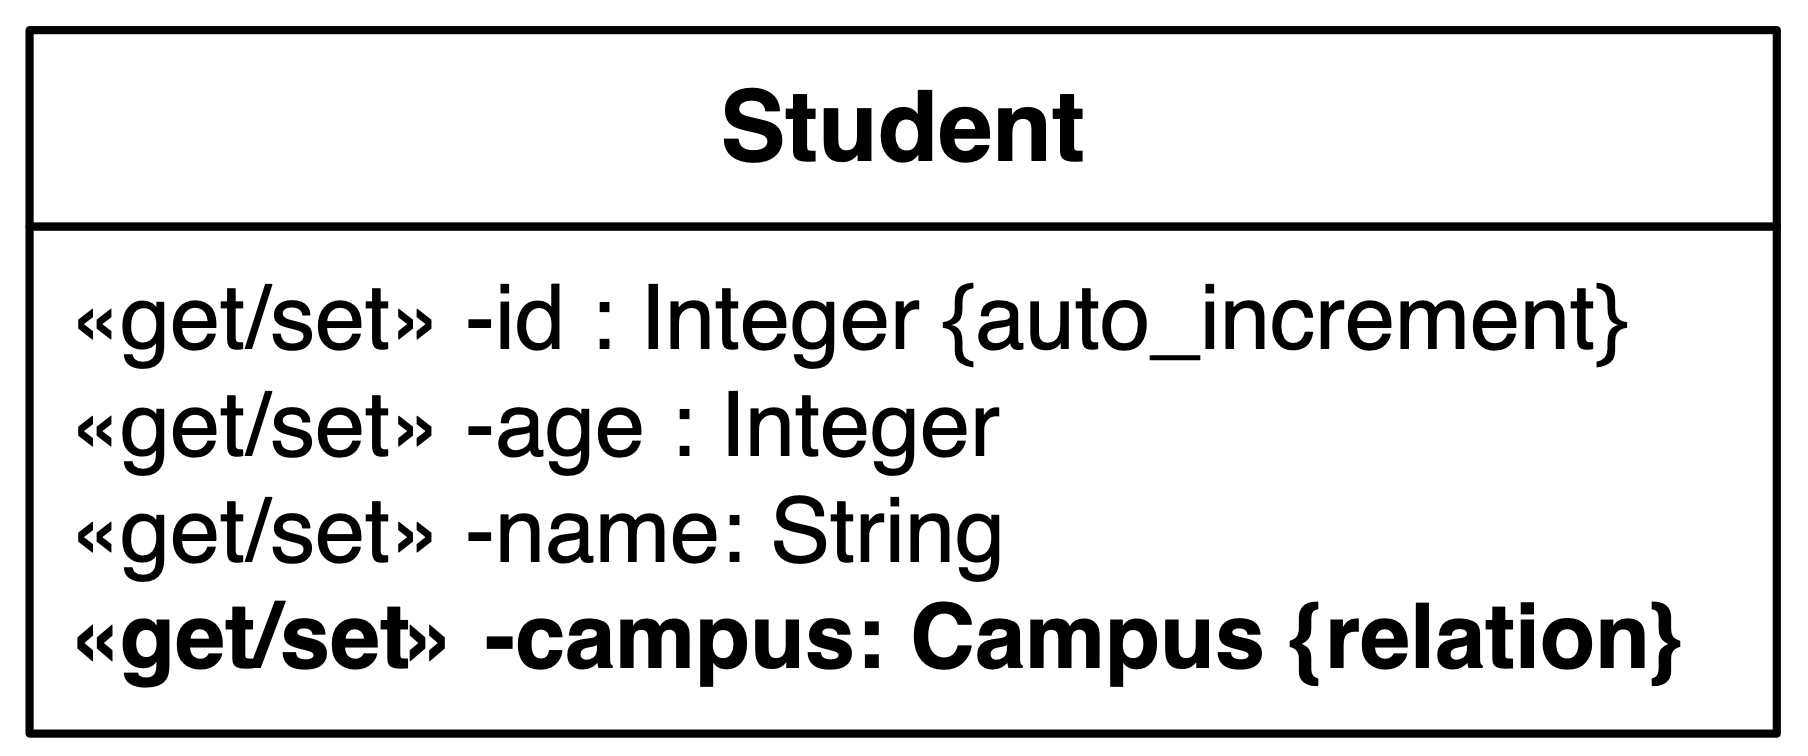 Student
«get/set» -id : Integer {auto_increment}
«get/set» -age : Integer
«get/set» -name: String
«get/set» -campus: Campus {relation}